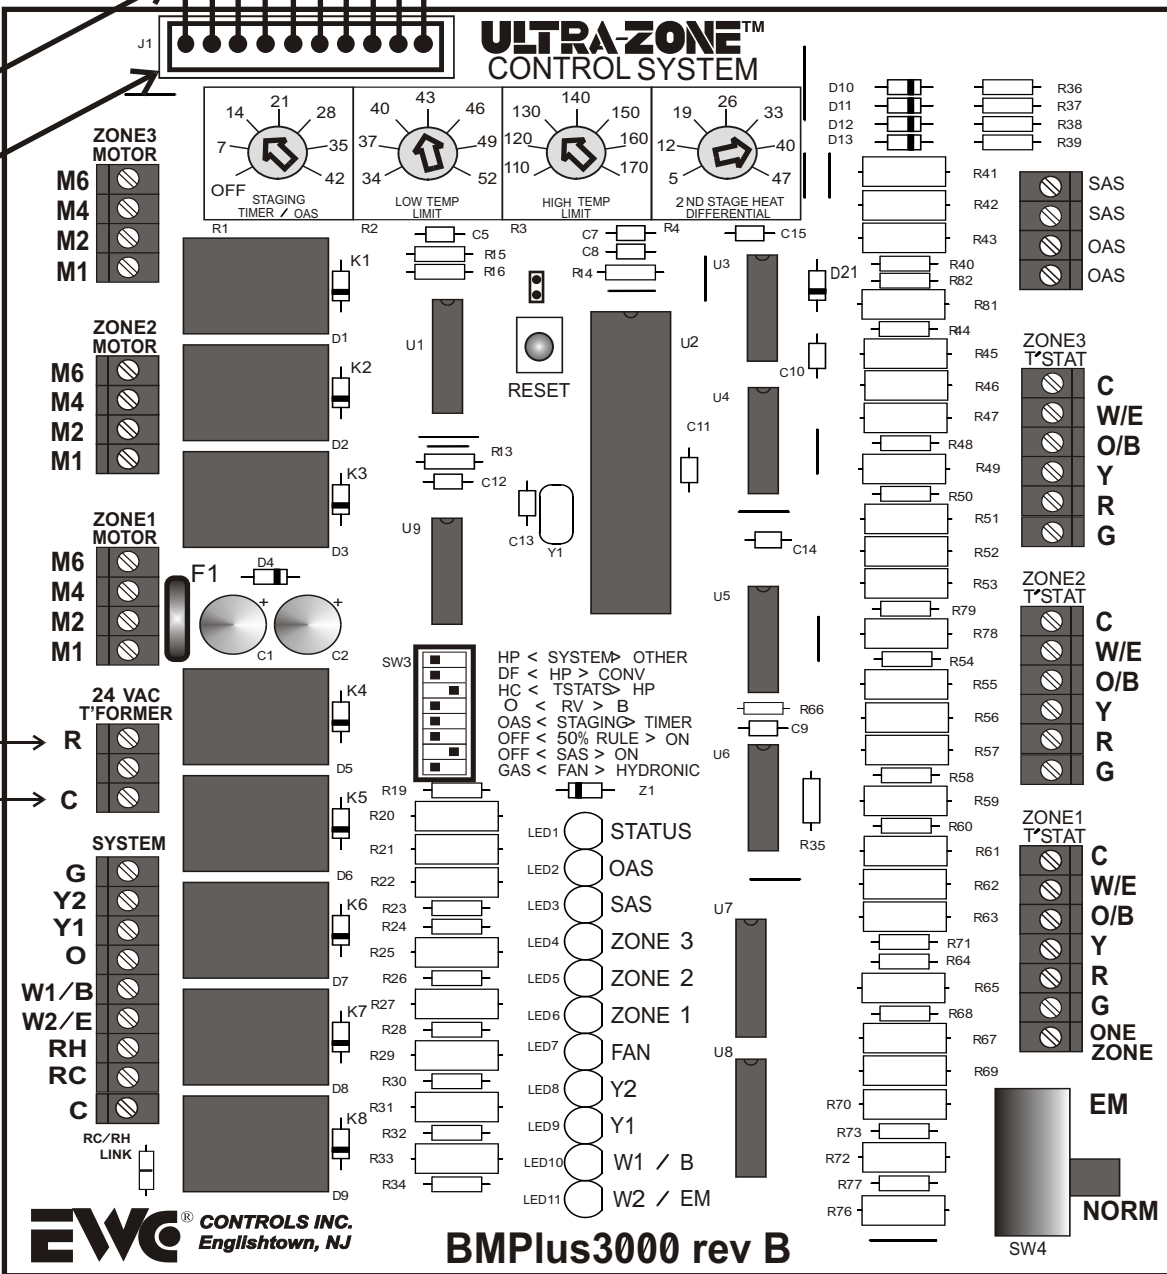 J1
ULTRA-ZONE™
CONTROL SYSTEM
OFF 7 14 21 28 35 42
STAGING
TIMER / OAS
34 37 40 43 46 49 52
LOW TEMP
LIMIT
110 120 130 140 150 160 170
HIGH TEMP
LIMIT
5 12 19 26 33 40 47
2ND STAGE HEAT
DIFFERENTIAL
R1
R2
R3
R4
ZONE3
MOTOR
M6
M4
M2
M1
ZONE2
MOTOR
M6
M4
M2
M1
ZONE1
MOTOR
M6
M4
M2
M1
24 VAC
T'FORMER
R
C
SYSTEM
G
Y2
Y1
O
W1/B
W2/E
RH
RC
C
RC/RH
LINK
K1
D1
K2
D2
K3
D3
F1
D4
C1
C2
K4
D5
K5
D6
K6
D7
K7
D8
K8
D9
C5
R15
R16
U1
R13
C12
U9
C7
C8
R14
RESET
U2
C11
C13
Y1
SW3
HP < SYSTEM> OTHER
DF < HP > CONV
HC < TSTATS> HP
O < RV > B
OAS < STAGING> TIMER
OFF < 50% RULE > ON
OFF < SAS > ON
GAS < FAN > HYDRONIC
R19
R20
R21
R22
R23
R24
R25
R26
R27
R28
R29
R30
R31
R32
R33
R34
Z1
LED1 STATUS
LED2 OAS
LED3 SAS
LED4 ZONE 3
LED5 ZONE 2
LED6 ZONE 1
LED7 FAN
LED8 Y2
LED9 Y1
LED10 W1 / B
LED11 W2 / EM
C15
U3
D21
C10
U4
C14
U5
R66
C9
U6
R35
U7
U8
D10
D11
D12
D13
R36
R37
R38
R39
R41
R42
R43
R40
R82
R81
R44
R45
R46
R47
R48
R49
R50
R51
R52
R53
R79
R78
R54
R55
R56
R57
R58
R59
R60
R61
R62
R63
R71
R64
R65
R68
R67
R69
R70
R73
R72
R77
R76
SAS
SAS
OAS
OAS
ZONE3
T'STAT
C
W/E
O/B
Y
R
G
ZONE2
T'STAT
C
W/E
O/B
Y
R
G
ZONE1
T'STAT
C
W/E
O/B
Y
R
G
ONE
ZONE
EM
NORM
SW4
EWC® CONTROLS INC.
Englishtown, NJ
BMPlus3000 rev B